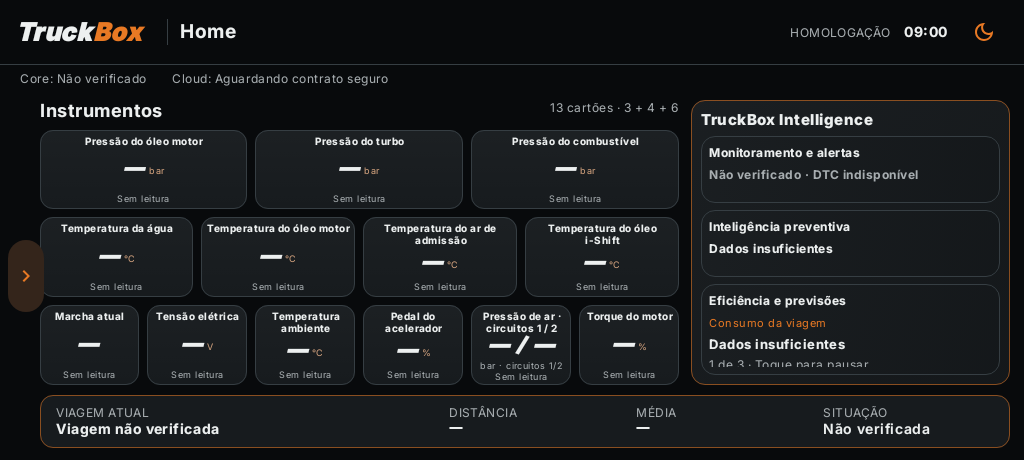 TruckBox
Home
HOMOLOGAÇÃO 09:00
Core: Não verificado
Cloud: Aguardando contrato seguro
Instrumentos
13 cartões · 3 + 4 + 6
Pressão do óleo motor
— bar
Sem leitura
Pressão do turbo
— bar
Sem leitura
Pressão do combustível
— bar
Sem leitura
Temperatura da água
— °C
Sem leitura
Temperatura do óleo motor
— °C
Sem leitura
Temperatura do ar de
admissão
— °C
Sem leitura
Temperatura do óleo
i-Shift
— °C
Sem leitura
Marcha atual
—
Sem leitura
Tensão elétrica
— V
Sem leitura
Temperatura
ambiente
— °C
Sem leitura
Pedal do
acelerador
— %
Sem leitura
Pressão de ar ·
circuitos 1 / 2
— / —
bar · circuitos 1/2
Sem leitura
Torque do motor
— %
Sem leitura
TruckBox Intelligence
Monitoramento e alertas
Não verificado · DTC indisponível
Inteligência preventiva
Dados insuficientes
Eficiência e previsões
Consumo da viagem
Dados insuficientes
1 de 3 · Toque para pausar
VIAGEM ATUAL
Viagem não verificada
DISTÂNCIA
—
MÉDIA
—
SITUAÇÃO
Não verificada